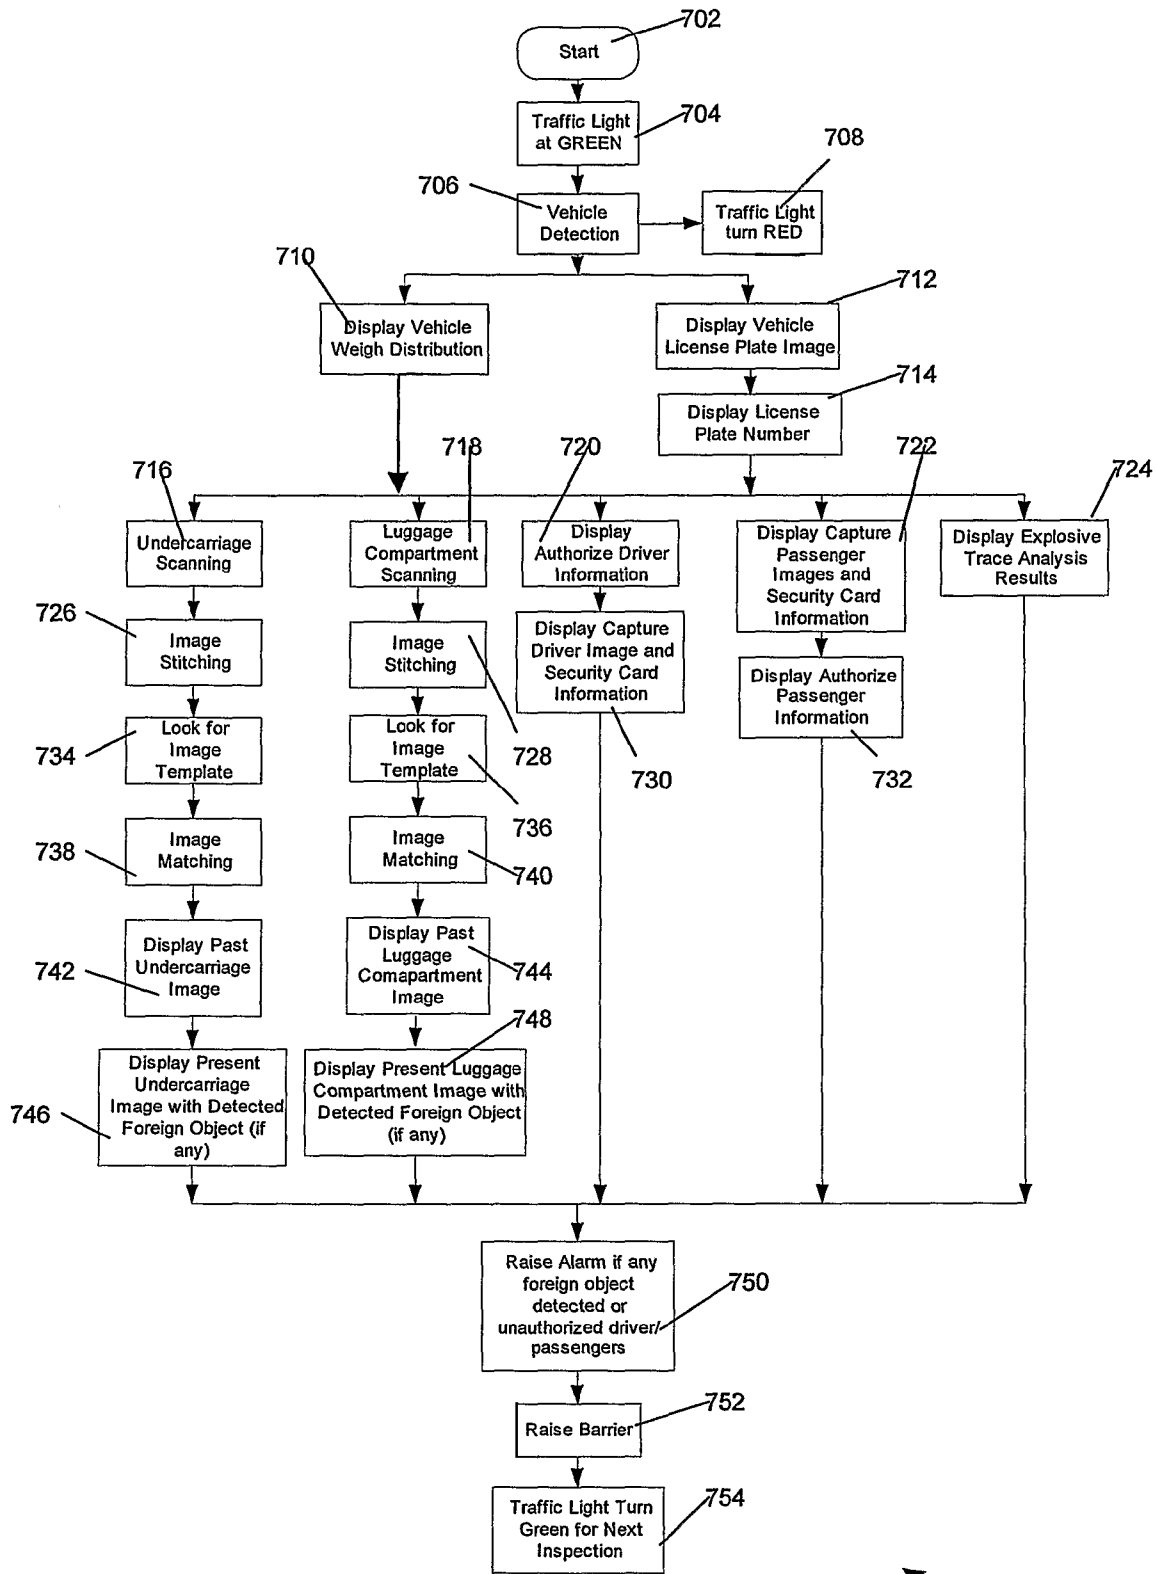 702
Start
704
Traffic Light
at GREEN
708
706
Vehicle
Detection
Traffic Light
turn RED
710
712
Display Vehicle
Weigh Distribution
Display Vehicle
License Plate Image
714
Display License
Plate Number
716
718
720
722
724
Undercarriage
Scanning
Luggage
Compartment
Scanning
Display
Authorize Driver
Information
Display Capture
Passenger
Images and
Security Card
Information
Display Explosive
Trace Analysis
Results
726
Image
Stitching
Image
Stitching
728
Display Capture
Driver Image and
Security Card
Information
730
Display Authorize
Passenger
Information
732
734
Look for
Image
Template
Look for
Image
Template
736
738
Image
Matching
Image
Matching
740
742
Display Past
Undercarriage
Image
Display Past
Luggage
Comapartment
Image
744
746
Display Present
Undercarriage
Image with Detected
Foreign Object (if
any)
748
Display Present Luggage
Compartment Image with
Detected Foreign Object
(if any)
Raise Alarm if any
foreign object
detected or
unauthorized driver/
passengers
750
752
Raise Barrier
754
Traffic Light Turn
Green for Next
Inspection